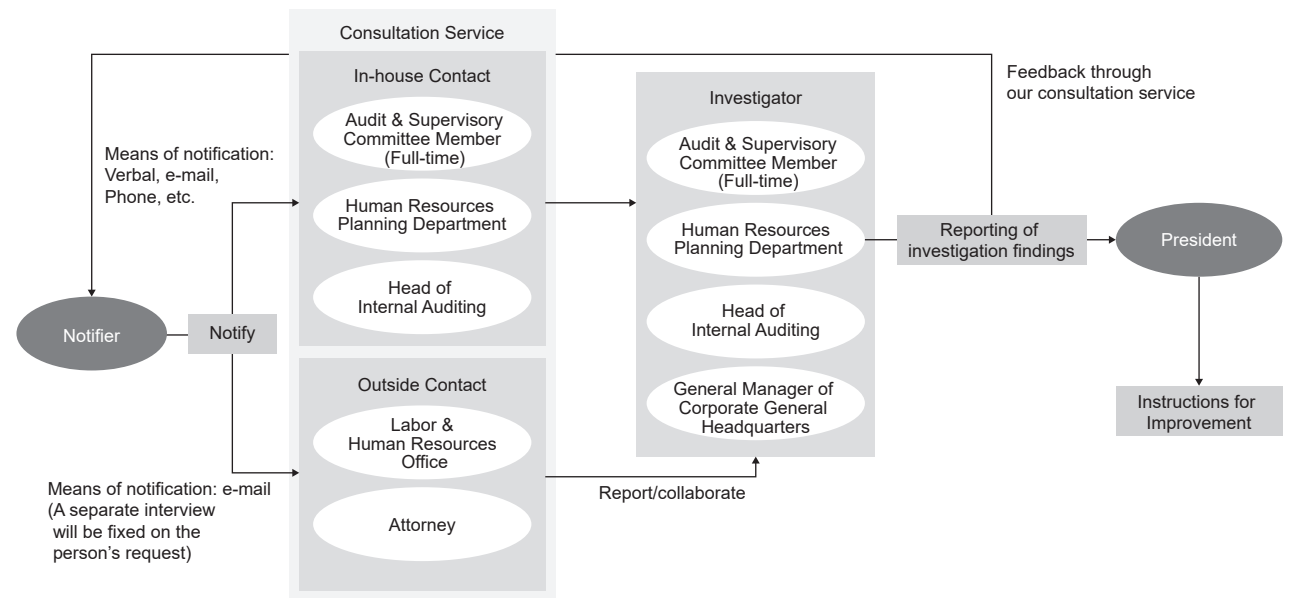 Consultation Service
In-house Contact
Audit & Supervisory
Committee Member
(Full-time)
Human Resources
Planning Department
Head of
Internal Auditing
Outside Contact
Labor &
Human Resources
Office
Attorney
Means of notification:
Verbal, e-mail,
Phone, etc.
Notifier
Notify
Means of notification: e-mail
(A separate interview
will be fixed on the
person’s request)
Investigator
Audit & Supervisory
Committee Member
(Full-time)
Human Resources
Planning Department
Head of
Internal Auditing
General Manager of
Corporate General
Headquarters
Report/collaborate
Feedback through
our consultation service
Reporting of
investigation findings
President
Instructions for
Improvement